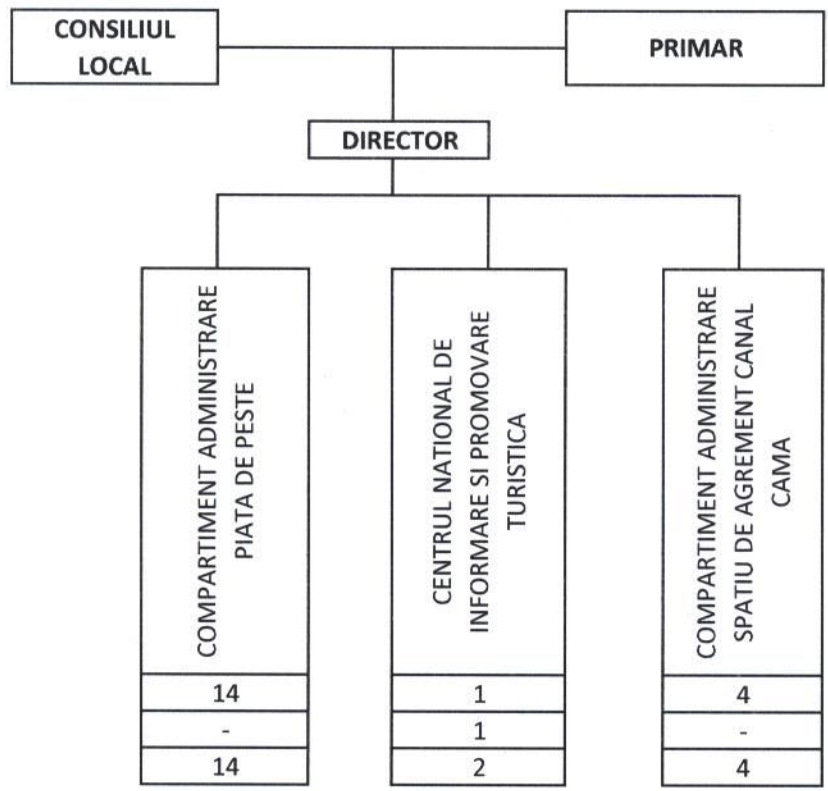 CONSILIUL
LOCAL
PRIMAR
DIRECTOR
COMPARTIMENT ADMINISTRARE
PIATA DE PESTE
14
-
14
CENTRUL NATIONAL DE
INFORMARE SI PROMOVARE
TURISTICA
1
1
2
COMPARTIMENT ADMINISTRARE
SPATIU DE AGREMENT CANAL
CAMA
4
-
4